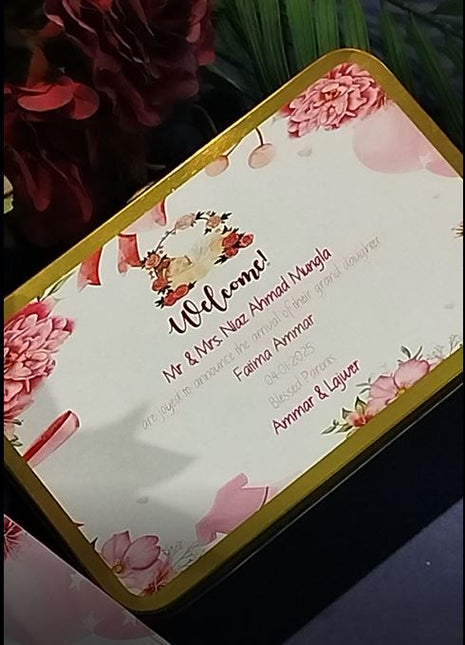 Welcome!
Mr & Mrs. Niaz Ahmad Mungla
are joyed to announce the arrival of their grand daughter
Fatima Ammar
04-01-2025
Blessed Parents
Ammar & Lajwer